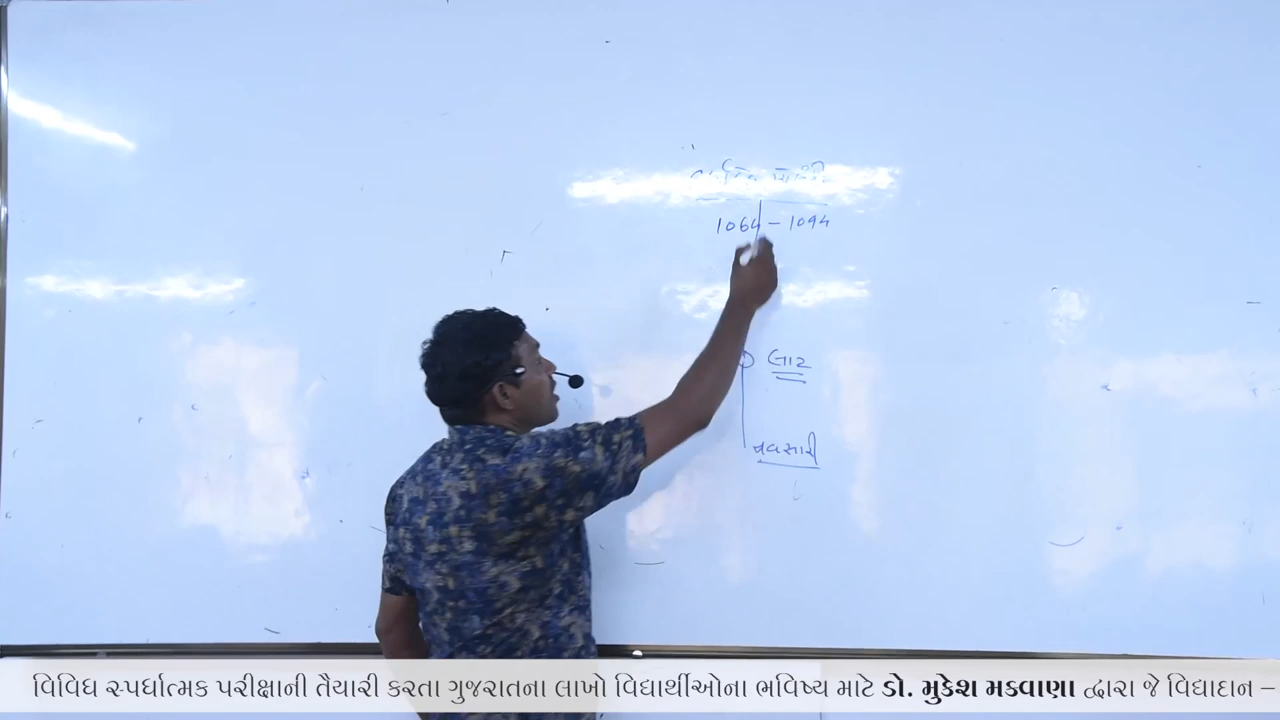 1064 – 1094
લાટ
નવસારી
વિવિધ સ્પર્ધાત્મક પરીક્ષાની તૈયારી કરતા ગુજરાતના લાખો વિદ્યાર્થીઓના ભવિષ્ય માટે ડો. મુકેશ મકવાણા દ્વારા જે વિદ્યાદાન –